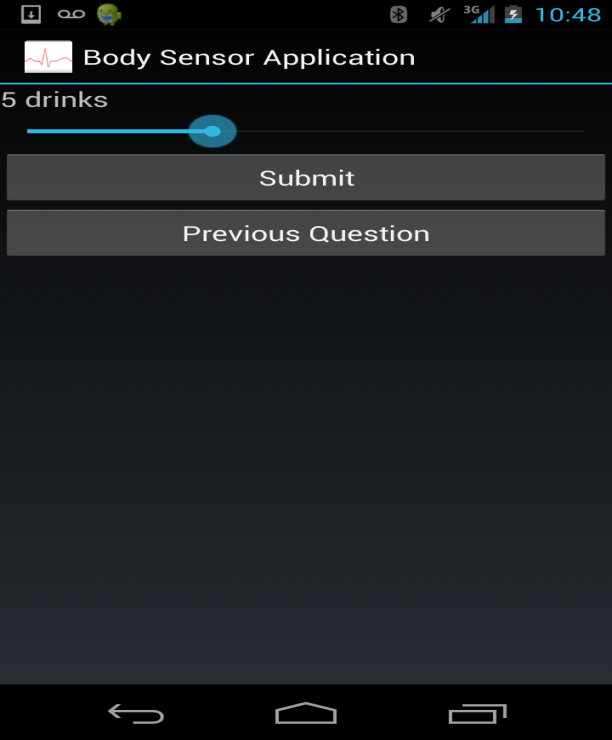 3G 10:48
Body Sensor Application
5 drinks
Submit
Previous Question